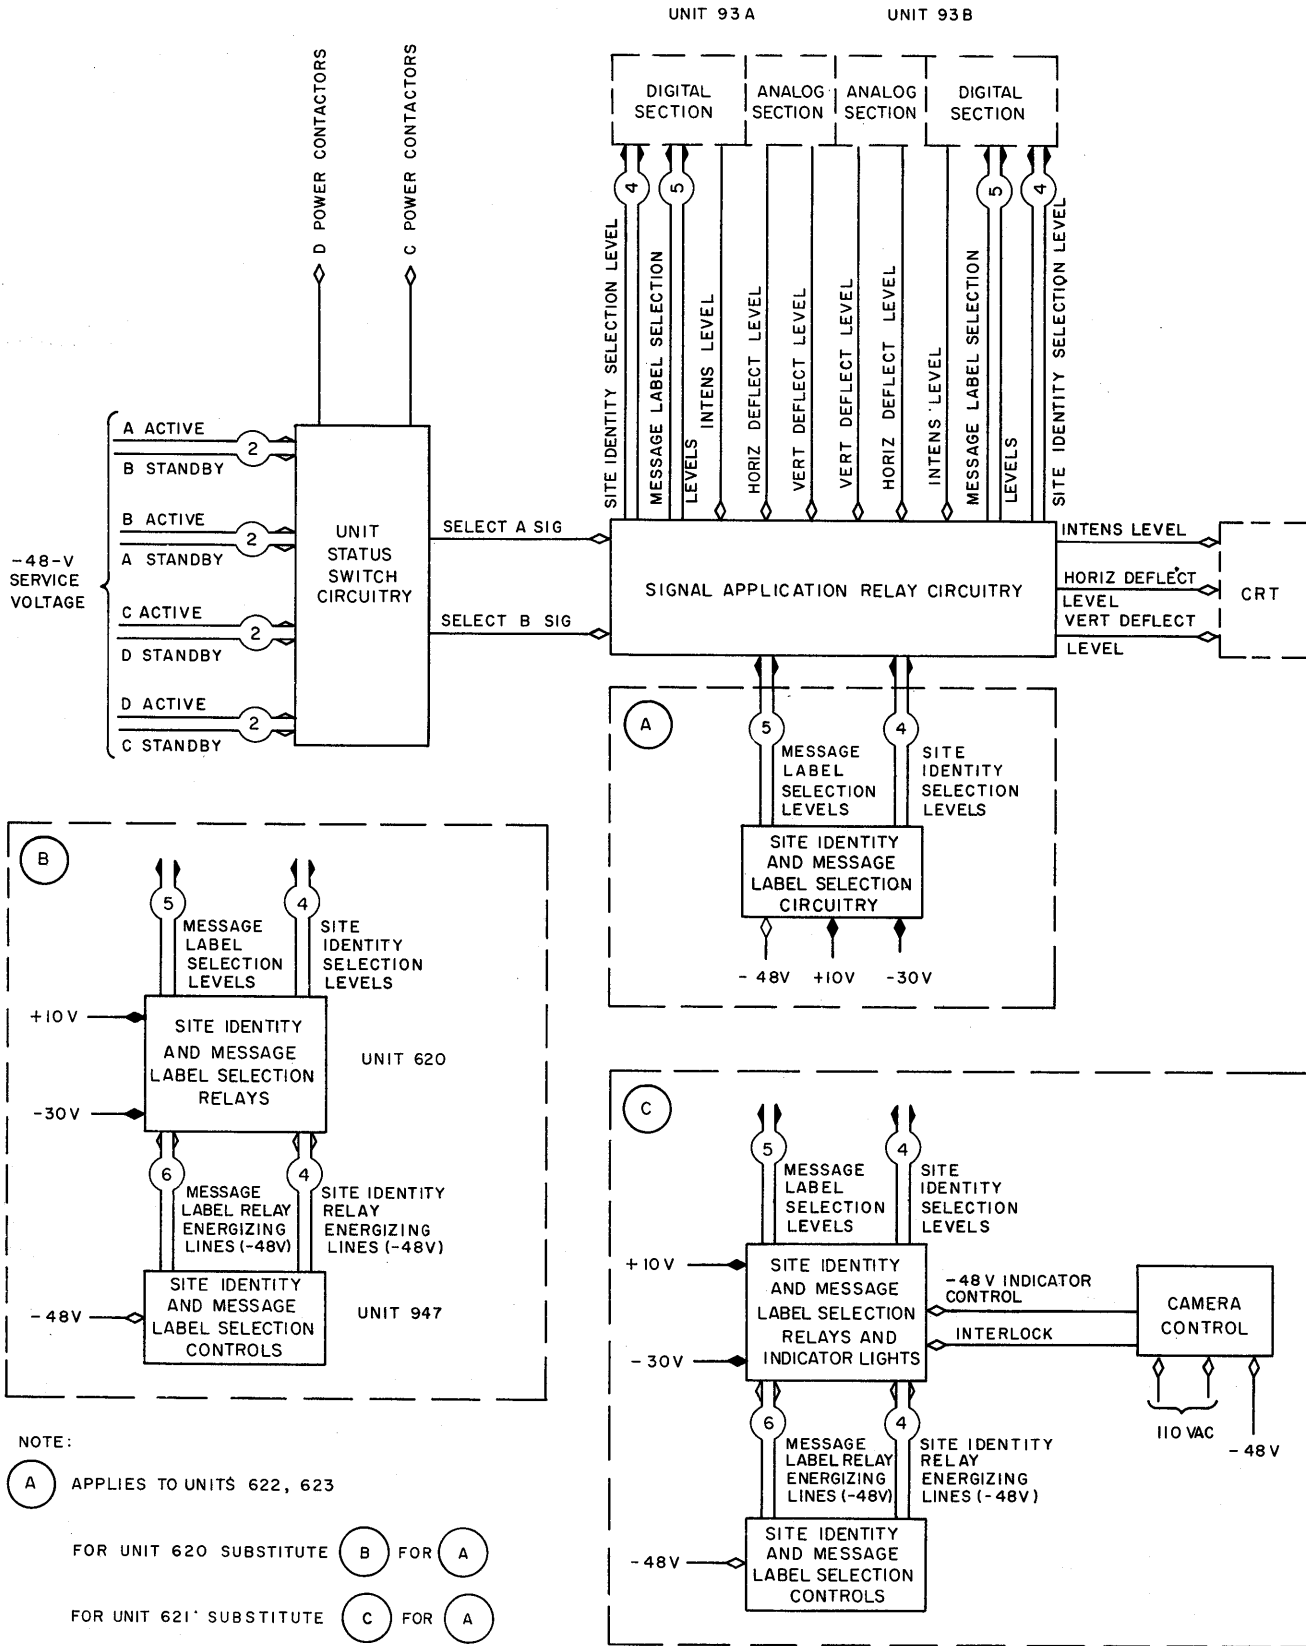 UNIT 93A
UNIT 93B
DIGITAL
SECTION
ANALOG
SECTION
ANALOG
SECTION
DIGITAL
SECTION
D POWER CONTACTORS
C POWER CONTACTORS
4
5
5
4
SITE IDENTITY SELECTION LEVEL
MESSAGE LABEL SELECTION
LEVELS
INTENS LEVEL
HORIZ DEFLECT LEVEL
VERT DEFLECT LEVEL
VERT DEFLECT LEVEL
HORIZ DEFLECT LEVEL
INTENS LEVEL
MESSAGE LABEL SELECTION
LEVELS
SITE IDENTITY SELECTION LEVEL
-48-V
SERVICE
VOLTAGE
A ACTIVE
2
B STANDBY
B ACTIVE
2
A STANDBY
C ACTIVE
2
D STANDBY
D ACTIVE
2
C STANDBY
UNIT
STATUS
SWITCH
CIRCUITRY
SELECT A SIG
SELECT B SIG
SIGNAL APPLICATION RELAY CIRCUITRY
INTENS LEVEL
HORIZ DEFLECT
LEVEL
VERT DEFLECT
LEVEL
CRT
A
5
4
MESSAGE
LABEL
SELECTION
LEVELS
SITE
IDENTITY
SELECTION
LEVELS
SITE IDENTITY
AND MESSAGE
LABEL SELECTION
CIRCUITRY
-48V
+10V
-30V
B
5
4
MESSAGE
LABEL
SELECTION
LEVELS
SITE
IDENTITY
SELECTION
LEVELS
+10V
-30V
SITE IDENTITY
AND MESSAGE
LABEL SELECTION
RELAYS
UNIT 620
6
4
MESSAGE
LABEL RELAY
ENERGIZING
LINES (-48V)
SITE IDENTITY
RELAY
ENERGIZING
LINES (-48V)
-48V
SITE IDENTITY
AND MESSAGE
LABEL SELECTION
CONTROLS
UNIT 947
C
5
4
MESSAGE
LABEL
SELECTION
LEVELS
SITE
IDENTITY
SELECTION
LEVELS
+10V
-30V
SITE IDENTITY
AND MESSAGE
LABEL SELECTION
RELAYS AND
INDICATOR LIGHTS
-48V INDICATOR
CONTROL
INTERLOCK
CAMERA
CONTROL
110 VAC
-48V
6
4
MESSAGE
LABEL RELAY
ENERGIZING
LINES (-48V)
SITE IDENTITY
RELAY
ENERGIZING
LINES (-48V)
-48V
SITE IDENTITY
AND MESSAGE
LABEL SELECTION
CONTROLS
NOTE:
A APPLIES TO UNITS 622, 623
FOR UNIT 620 SUBSTITUTE B FOR A
FOR UNIT 621 SUBSTITUTE C FOR A